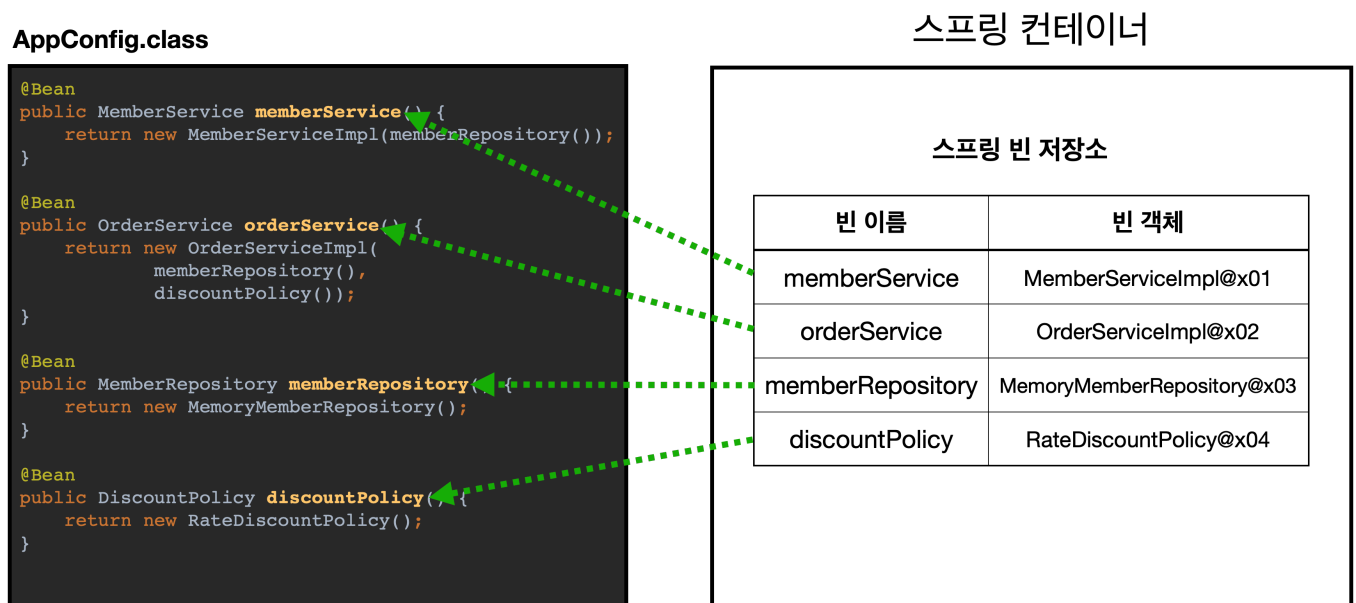 AppConfig.class
@Bean
public MemberService memberService() {
    return new MemberServiceImpl(memberRepository());
}
@Bean
public OrderService orderService() {
    return new OrderServiceImpl(
            memberRepository(),
            discountPolicy());
}
@Bean
public MemberRepository memberRepository() {
    return new MemoryMemberRepository();
}
@Bean
public DiscountPolicy discountPolicy() {
    return new RateDiscountPolicy();
}
스프링 컨테이너
스프링 빈 저장소
빈 이름 빈 객체
memberService MemberServiceImpl@x01
orderService OrderServiceImpl@x02
memberRepository MemoryMemberRepository@x03
discountPolicy RateDiscountPolicy@x04